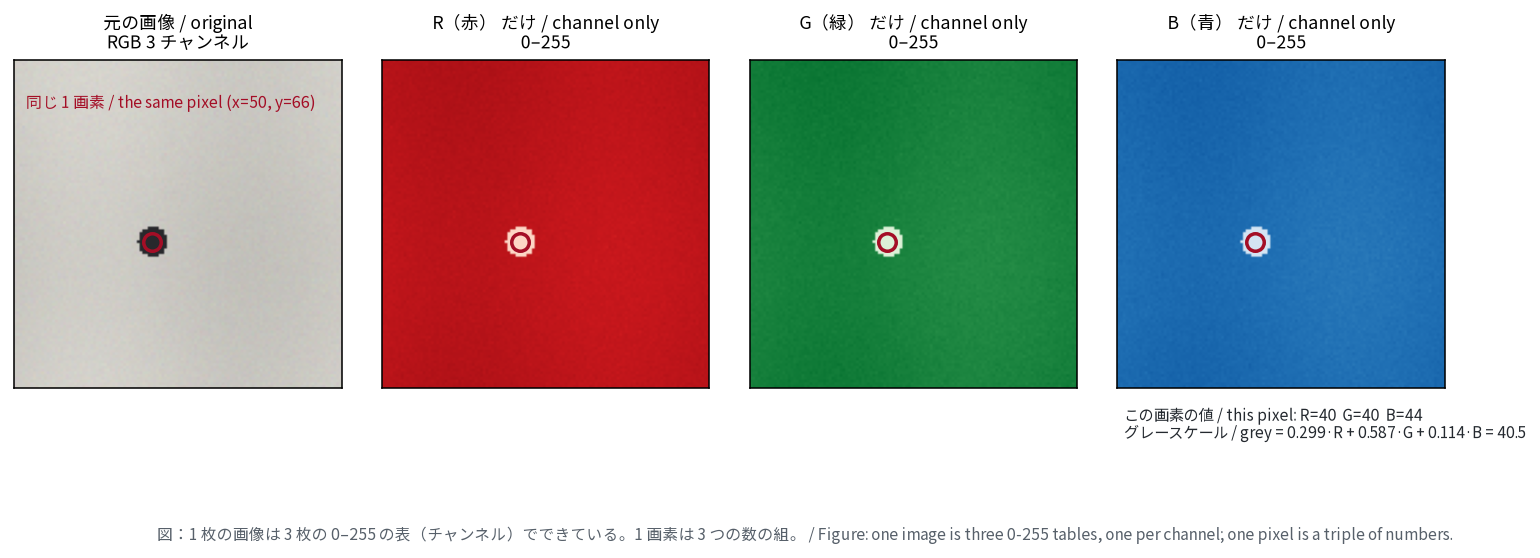 元の画像 / original
RGB 3 チャンネル
R（赤） だけ / channel only
0–255
G（緑） だけ / channel only
0–255
B（青） だけ / channel only
0–255
同じ 1 画素 / the same pixel (x=50, y=66)
この画素の値 / this pixel: R=40 G=40 B=44
グレースケール / grey = 0.299·R + 0.587·G + 0.114·B = 40.5
図：1 枚の画像は 3 枚の 0–255 の表（チャンネル）でできている。1 画素は 3 つの数の組。 / Figure: one image is three 0-255 tables, one per channel; one pixel is a triple of numbers.